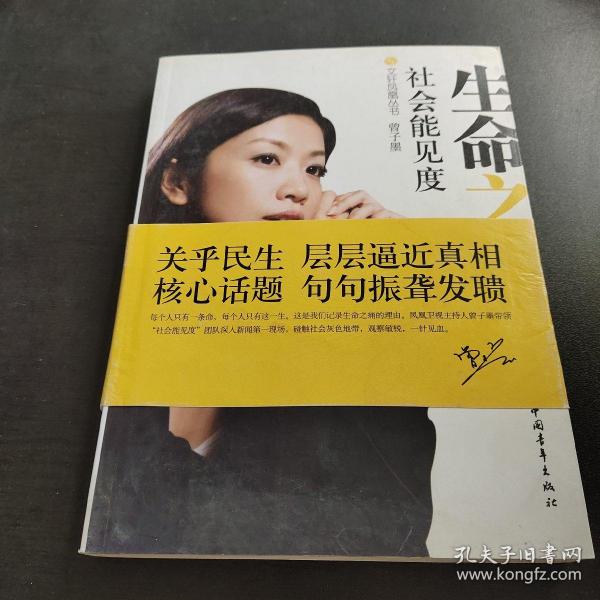 生命之
社会能见度
文轩凤凰丛书 曾子墨
关乎民生 层层逼近真相
核心话题 句句振聋发聩
每个人只有一条命，每个人只有这一生。这是我们记录生命之痛的理由。凤凰卫视主持人曾子墨带领
“社会能见度”团队深入新闻第一现场，碰触社会灰色地带，观察敏锐，一针见血。
中国青年出版社
孔夫子旧书网
www.kongfz.com